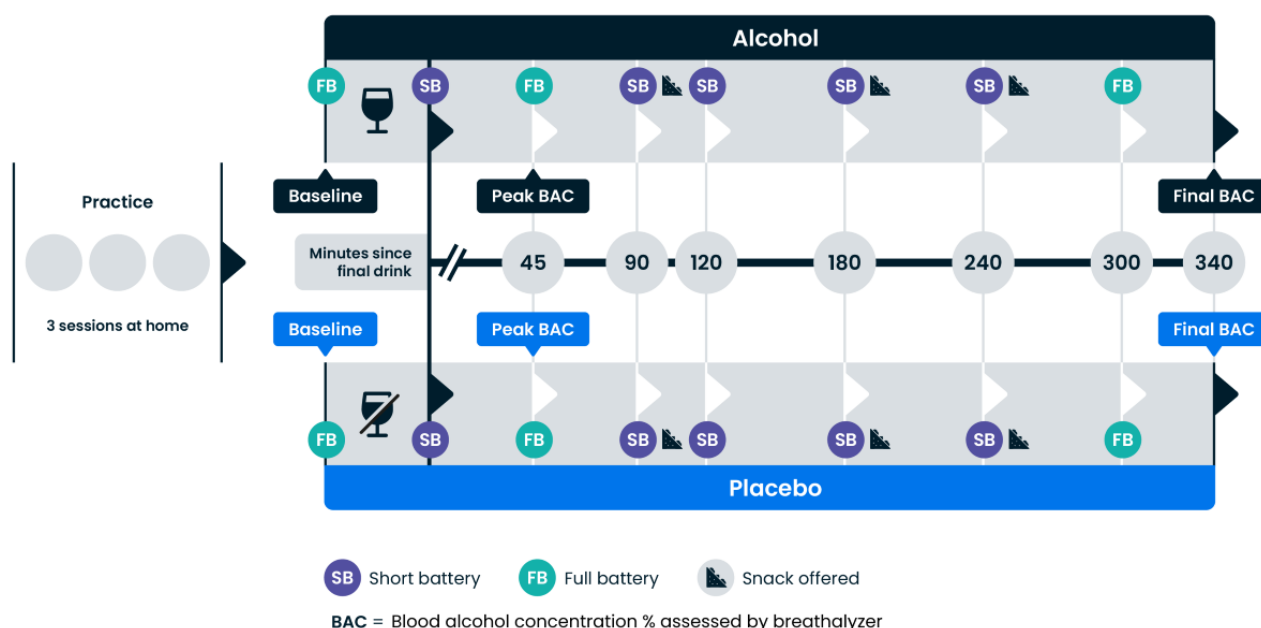 Alcohol
FB SB FB SB SB SB SB FB
Baseline Peak BAC Final BAC
Practice
3 sessions at home
Minutes since
final drink
45 90 120 180 240 300 340
Baseline Peak BAC Final BAC
FB SB FB SB SB SB SB FB
Placebo
SB Short battery FB Full battery Snack offered
BAC = Blood alcohol concentration % assessed by breathalyzer